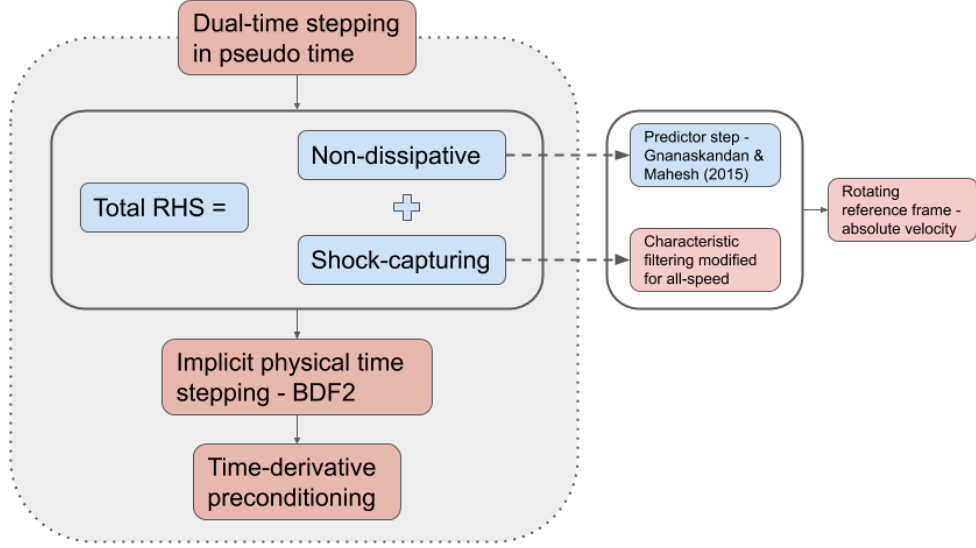 Dual-time stepping
in pseudo time
Total RHS =
Non-dissipative
+
Shock-capturing
Predictor step -
Gnanaskandan &
Mahesh (2015)
Characteristic
filtering modified
for all-speed
Rotating
reference frame -
absolute velocity
Implicit physical time
stepping - BDF2
Time-derivative
preconditioning